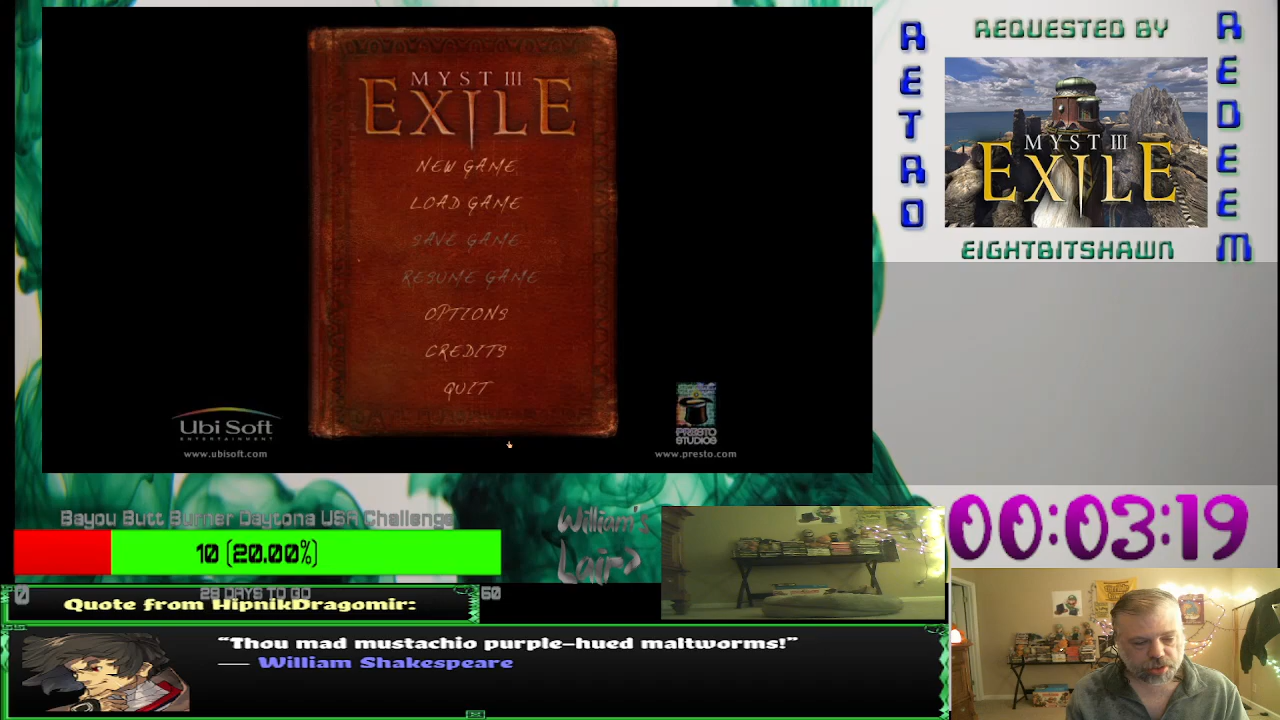 MYST III
EXILE
NEW GAME
LOAD GAME
SAVE GAME
RESUME GAME
OPTIONS
CREDITS
QUIT
Ubi Soft
ENTERTAINMENT
www.ubisoft.com
PRESTO
STUDIOS
www.presto.com
RETRO
REQUESTED BY
MYST III
EXILE
EIGHTBITSHAWN
REDEEM
Bayou Butt Burner Daytona USA Challenge
10 (20.00%)
0
28 DAYS TO GO
William's
Lair
00:03:19
Quote from HipnikDragomir:
“Thou mad mustachio purple-hued maltworms!”
— William Shakespeare